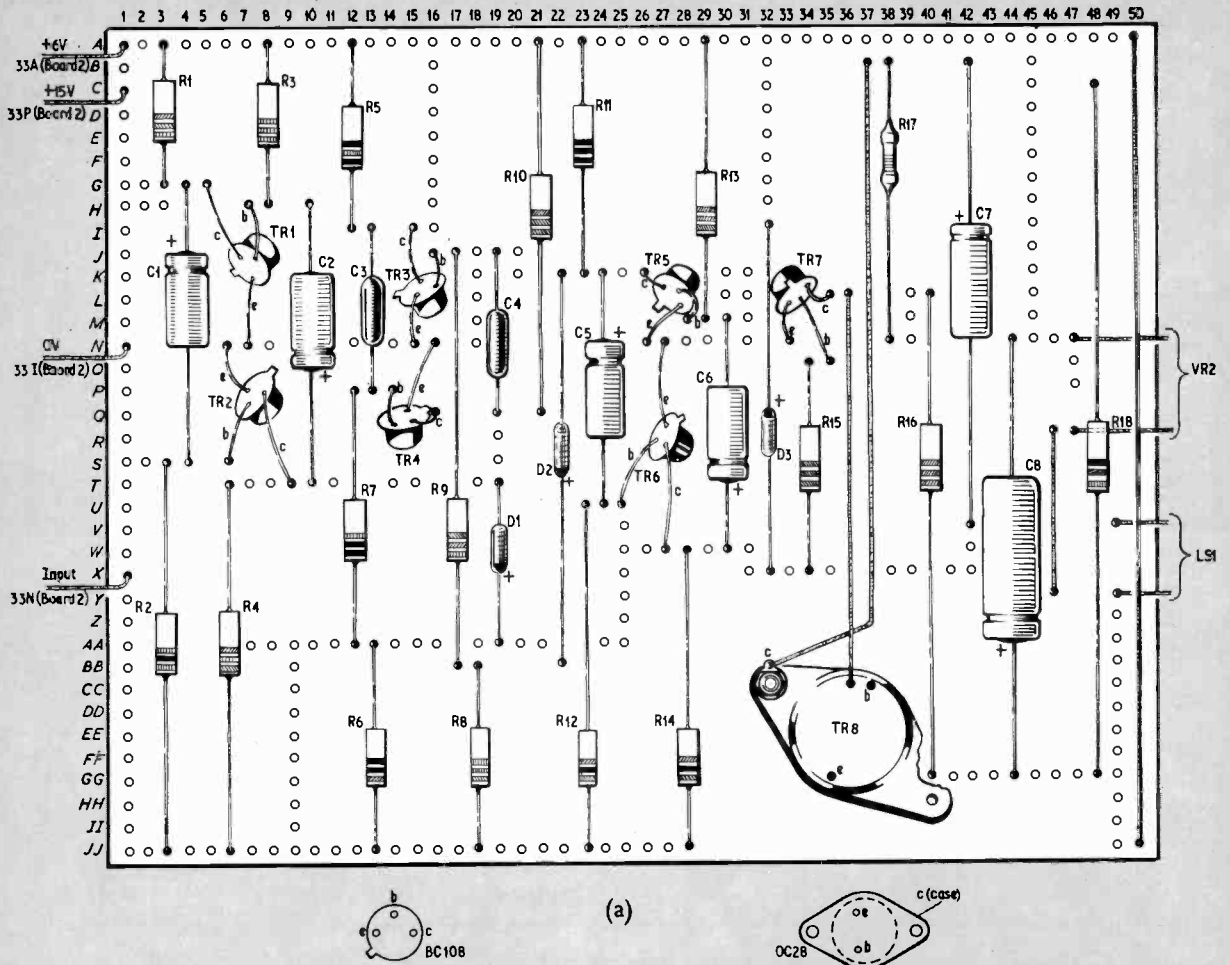 1 2 3 4 5 6 7 8 9 10 11 12 13 14 15 16 17 18 19 20 21 22 23 24 25 26 27 28 29 30 31 32 33 34 35 36 37 38 39 40 41 42 43 44 45 46 47 48 49 50
A
B
C
D
E
F
G
H
I
J
K
L
M
N
O
P
Q
R
S
T
U
V
W
X
Y
Z
AA
BB
CC
DD
EE
FF
GG
HH
II
JJ
+6V
33A (Board 2)
+15V
33P (Board 2)
0V
33 I (Board 2)
Input
33N (Board 2)
R1
R3
R5
R11
R17
R10
R13
C7
+
b
c
TR1
e
+
C1
C2
+
C3
c
b
TR3
e
C4
TR5
c
e
b
TR7
c
e
b
C5
+
C6
+
e
TR2
b
c
b
e
c
TR4
e
b
TR6
c
D2
+
+
D3
R15
R16
C8
+
R18
VR2
R7
R9
D1
+
LS1
R2
R4
R6
R8
R12
R14
c
b
TR8
e
(a)
b
e
c
BC108
c (case)
e
b
OC28